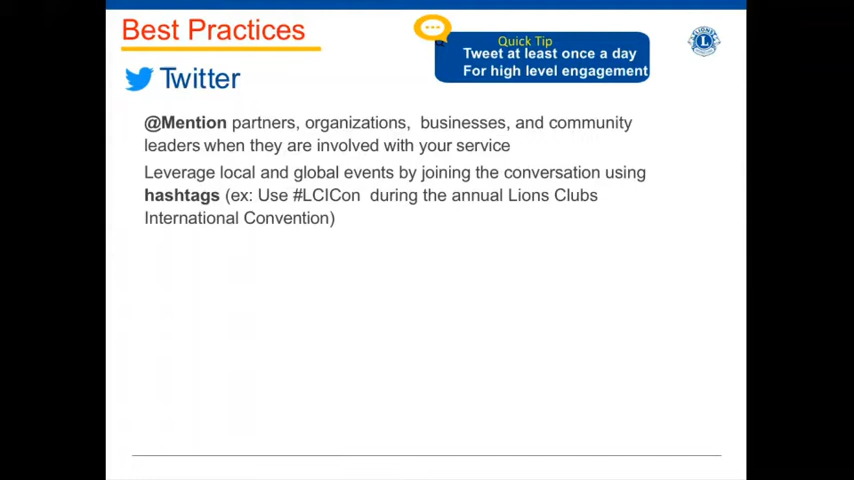 Best Practices
Quick Tip
Tweet at least once a day
For high level engagement
LIONS
L
Twitter
@Mention partners, organizations, businesses, and community
leaders when they are involved with your service
Leverage local and global events by joining the conversation using
hashtags (ex: Use #LCICon during the annual Lions Clubs
International Convention)